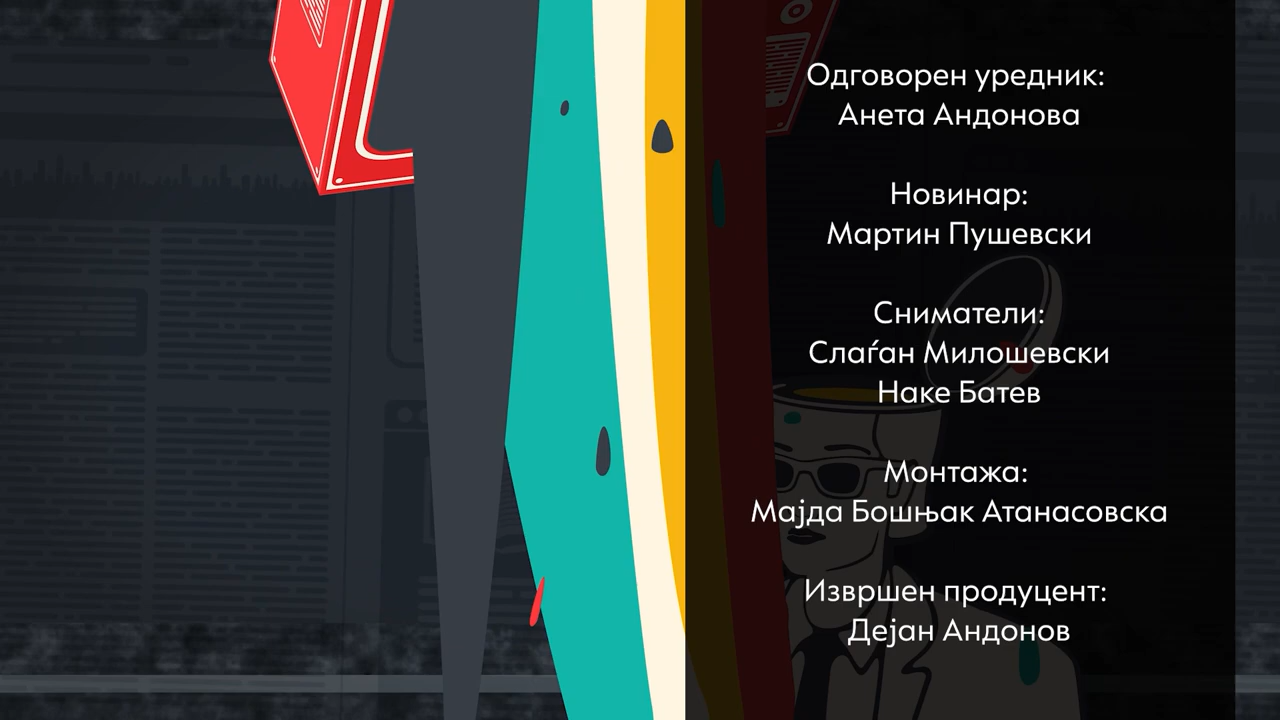 Одговорен уредник:
Анета Андонова
Новинар:
Мартин Пушевски
Сниматели:
Слаѓан Милошевски
Наке Батев
Монтажа:
Мајда Бошњак Атанасовска
Извршен продуцент:
Дејан Андонов